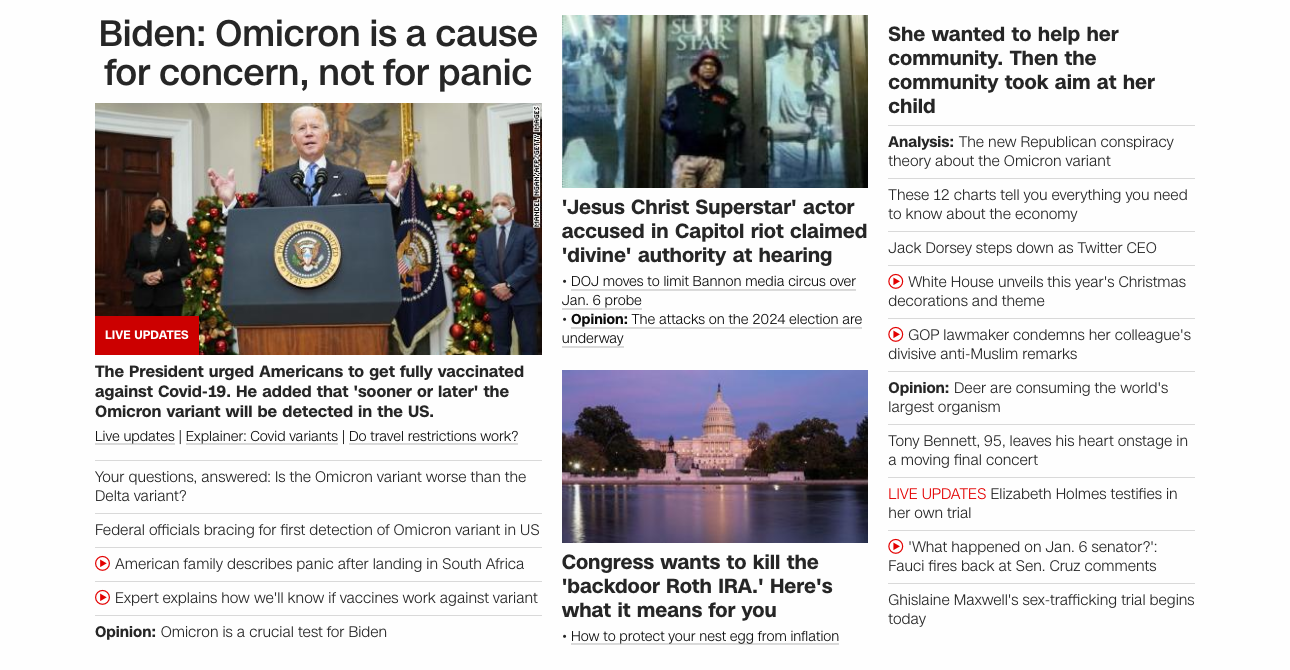 Biden: Omicron is a cause
for concern, not for panic
LIVE UPDATES
The President urged Americans to get fully vaccinated
against Covid-19. He added that 'sooner or later' the
Omicron variant will be detected in the US.
Live updates | Explainer: Covid variants | Do travel restrictions work?
Your questions, answered: Is the Omicron variant worse than the
Delta variant?
Federal officials bracing for first detection of Omicron variant in US
American family describes panic after landing in South Africa
Expert explains how we'll know if vaccines work against variant
Opinion: Omicron is a crucial test for Biden
SUPER
STAR
'Jesus Christ Superstar' actor
accused in Capitol riot claimed
'divine' authority at hearing
• DOJ moves to limit Bannon media circus over
Jan. 6 probe
• Opinion: The attacks on the 2024 election are
underway
Congress wants to kill the
'backdoor Roth IRA.' Here's
what it means for you
• How to protect your nest egg from inflation
She wanted to help her
community. Then the
community took aim at her
child
Analysis: The new Republican conspiracy
theory about the Omicron variant
These 12 charts tell you everything you need
to know about the economy
Jack Dorsey steps down as Twitter CEO
White House unveils this year's Christmas
decorations and theme
GOP lawmaker condemns her colleague's
divisive anti-Muslim remarks
Opinion: Deer are consuming the world's
largest organism
Tony Bennett, 95, leaves his heart onstage in
a moving final concert
LIVE UPDATES Elizabeth Holmes testifies in
her own trial
'What happened on Jan. 6 senator?':
Fauci fires back at Sen. Cruz comments
Ghislaine Maxwell's sex-trafficking trial begins
today